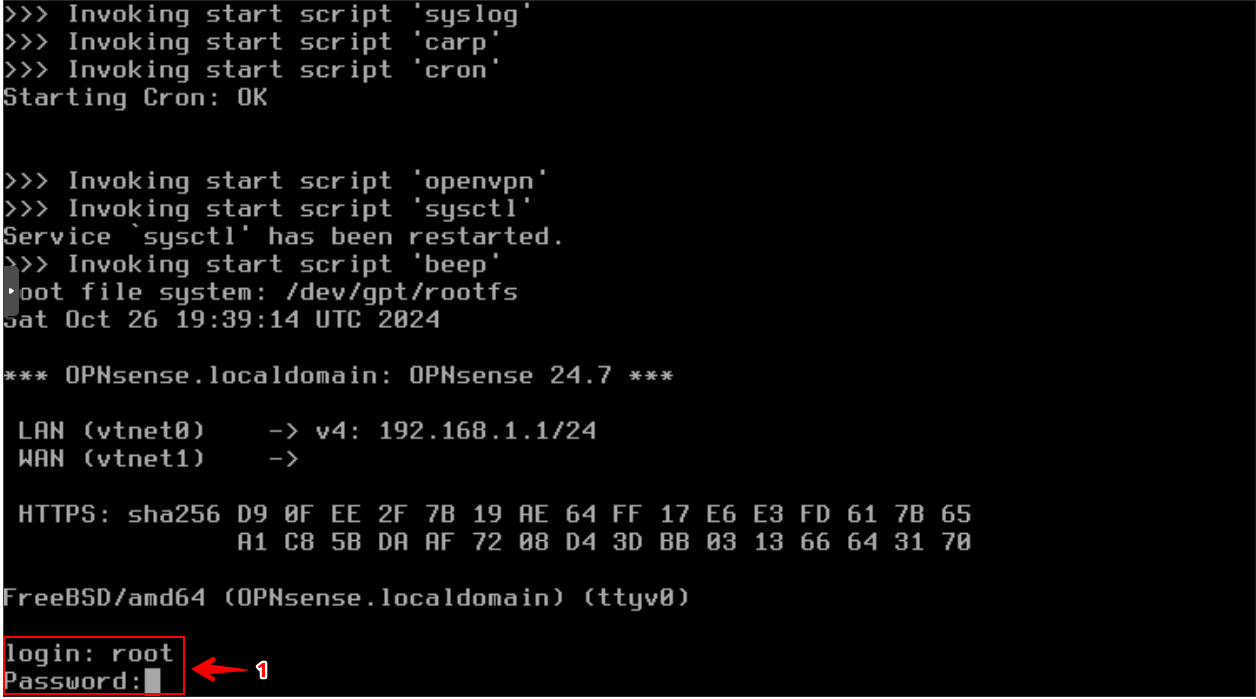 >>> Invoking start script 'syslog'
>>> Invoking start script 'carp'
>>> Invoking start script 'cron'
Starting Cron: OK
>>> Invoking start script 'openvpn'
>>> Invoking start script 'sysctl'
Service `sysctl' has been restarted.
>>> Invoking start script 'beep'
oot file system: /dev/gpt/rootfs
Sat Oct 26 19:39:14 UTC 2024
*** OPNsense.localdomain: OPNsense 24.7 ***
LAN (vtnet0)    -> v4: 192.168.1.1/24
WAN (vtnet1)    ->
HTTPS: sha256 D9 0F EE 2F 7B 19 AE 64 FF 17 E6 E3 FD 61 7B 65
A1 C8 5B DA AF 72 08 D4 3D BB 03 13 66 64 31 70
FreeBSD/amd64 (OPNsense.localdomain) (ttyv0)
login: root
Password:
1